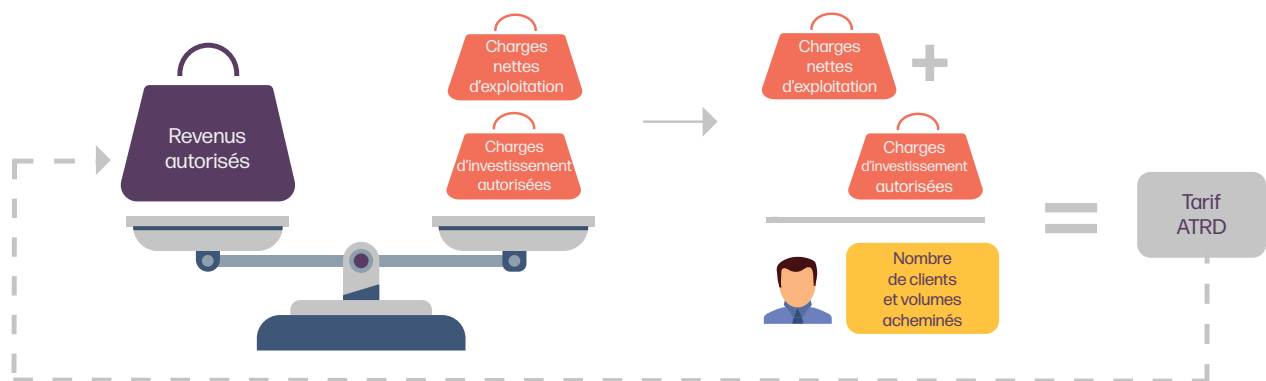 Revenus
autorisés
Charges
nettes
d'exploitation
Charges
d'investissement
autorisées
Charges
nettes
d'exploitation
+
Charges
d'investissement
autorisées
Nombre
de clients
et volumes
acheminés
=
Tarif
ATRD